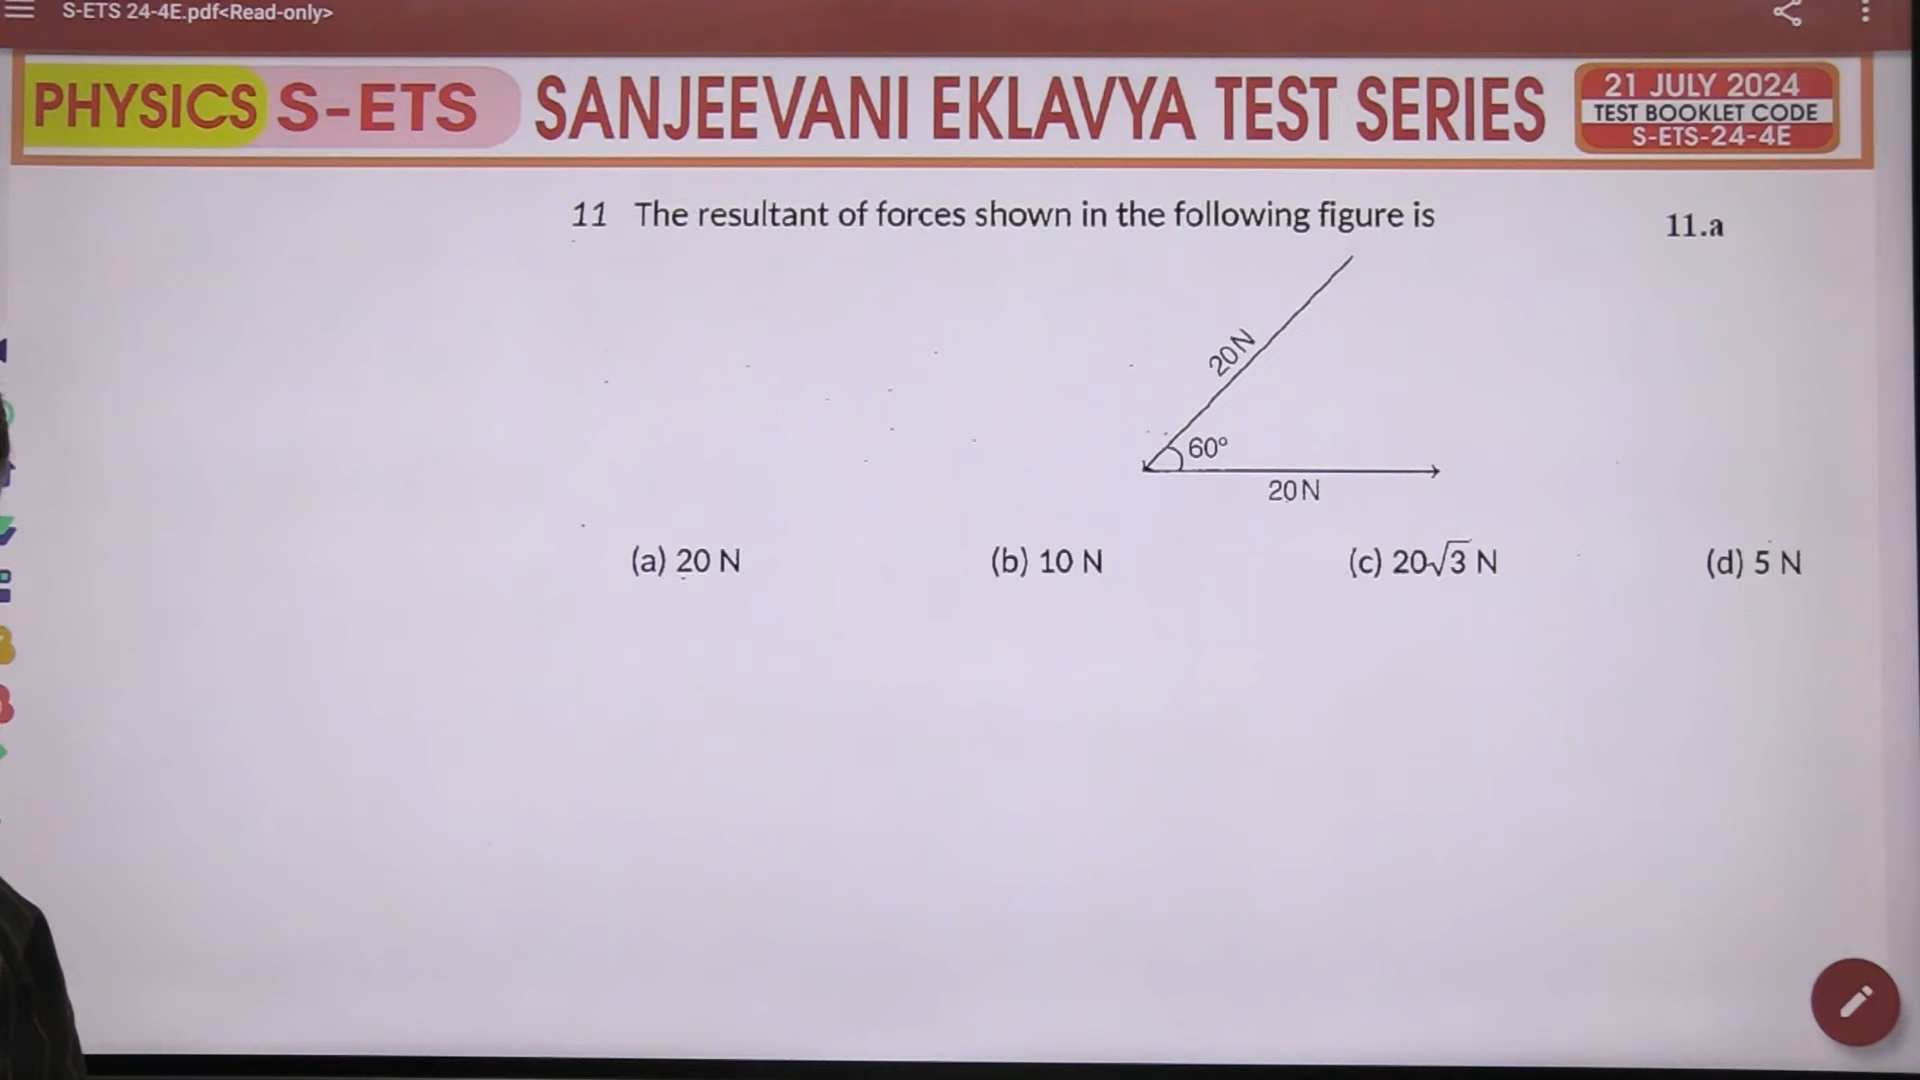 S-ETS 24-4E.pdf<Read-only>
PHYSICS S-ETS SANJEEVANI EKLAVYA TEST SERIES
21 JULY 2024
TEST BOOKLET CODE
S-ETS-24-4E
11 The resultant of forces shown in the following figure is
11.a
20N
60°
20N
(a) 20 N (b) 10 N (c) 20√3 N (d) 5 N